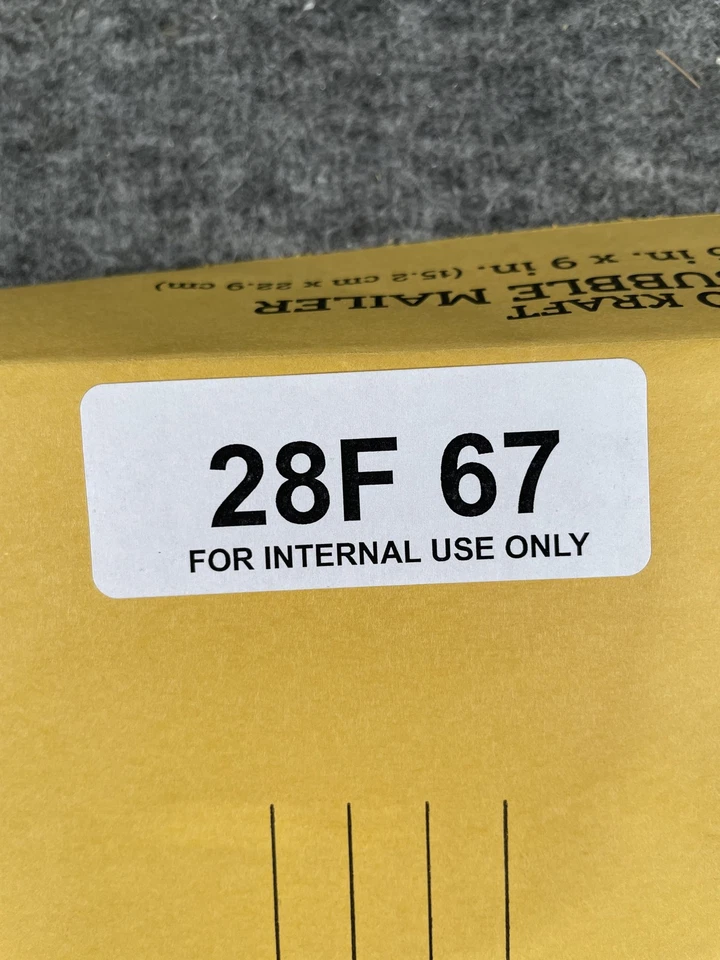 in. x 9 in. (15.2 cm x 22.9 cm)
KRAFT
MAILER
28F 67
FOR INTERNAL USE ONLY